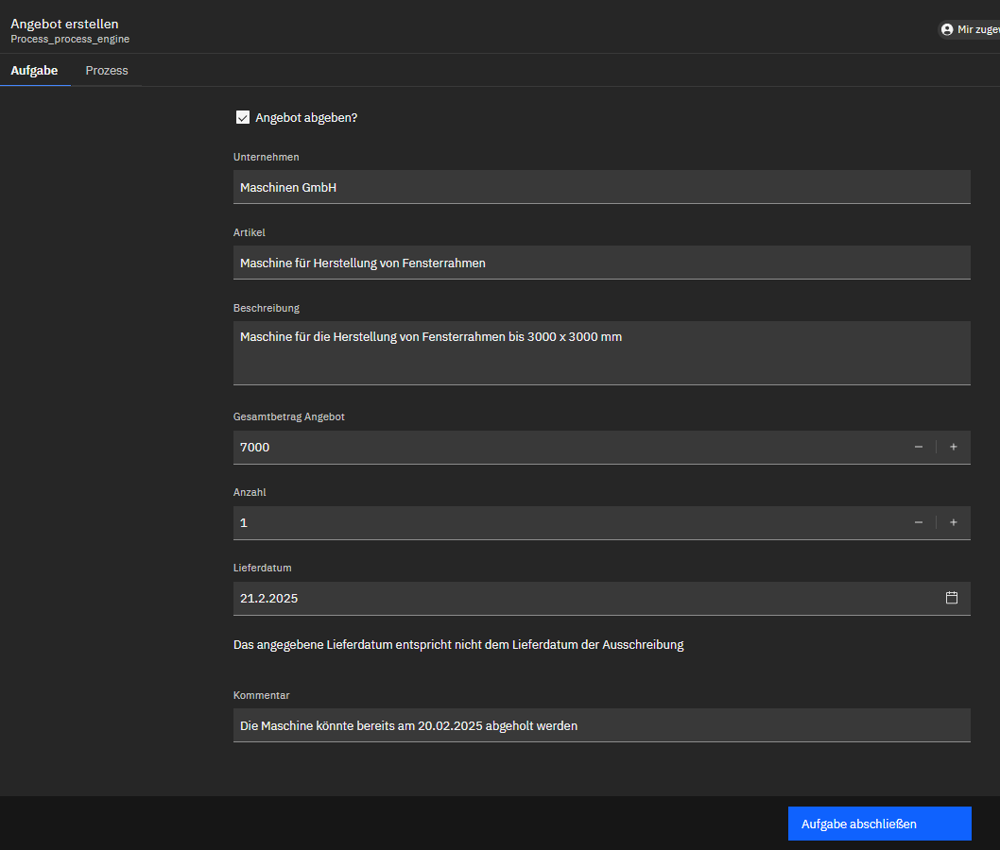 Angebot erstellen
Process_process_engine
Mir zugew
Aufgabe
Prozess
Angebot abgeben?
Unternehmen
Maschinen GmbH
Artikel
Maschine für Herstellung von Fensterrahmen
Beschreibung
Maschine für die Herstellung von Fensterrahmen bis 3000 x 3000 mm
Gesamtbetrag Angebot
7000
Anzahl
1
Lieferdatum
21.2.2025
Das angegebene Lieferdatum entspricht nicht dem Lieferdatum der Ausschreibung
Kommentar
Die Maschine könnte bereits am 20.02.2025 abgeholt werden
Aufgabe abschließen